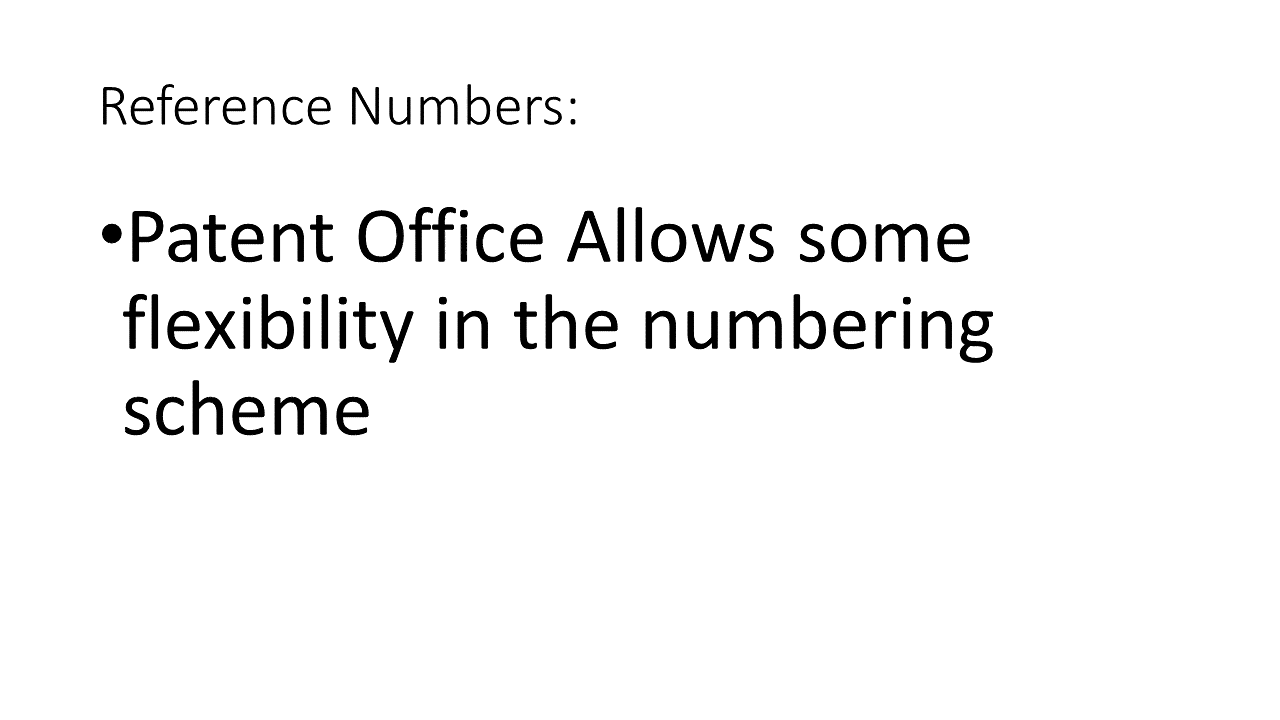 Reference Numbers:
•Patent Office Allows some
flexibility in the numbering
scheme